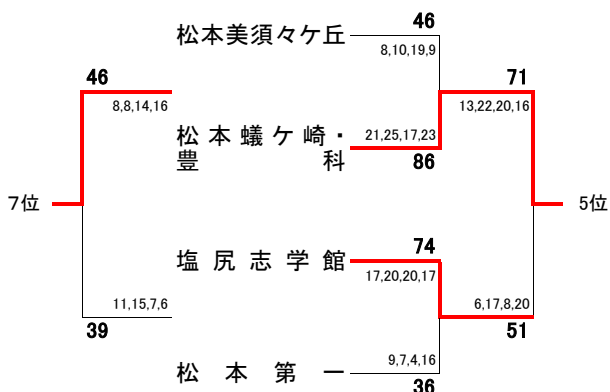 松本美須々ケ丘
46
8,10,19,9
46
8,8,14,16
71
13,22,20,16
松本蟻ケ崎・
豊科
21,25,17,23
86
7位
5位
塩尻志学館
74
17,20,20,17
11,15,7,6
39
6,17,8,20
51
松本第一
9,7,4,16
36